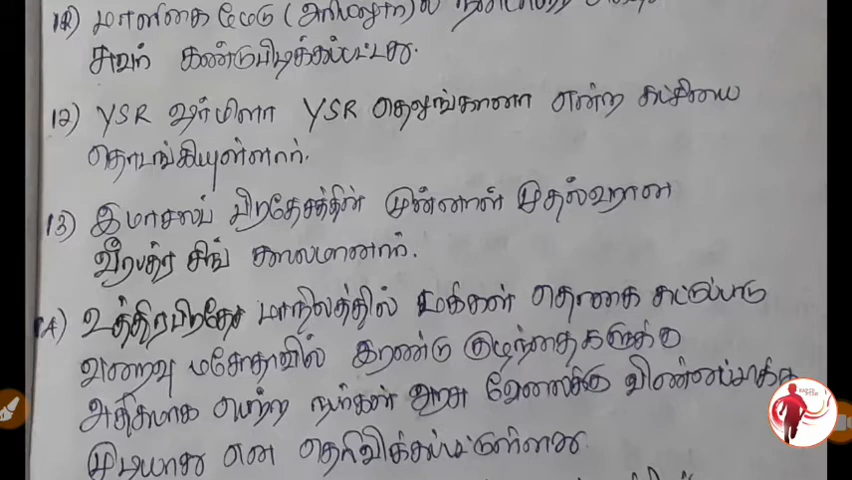 11) மாளிகை மேடு (அரியலூர்) ல்
சுவர் கண்டுபிடிக்கப்பட்டது.
12) YSR ஷர்மிளா YSR தெலுங்கானா என்ற கட்சியை
தொடங்கியுள்ளார்.
13) இமாசலப் பிரதேசத்தின் முன்னாள் முதல்வரான
வீரபத்ர சிங் காலமானார்.
14) உத்திரபிரதேச மாநிலத்தில் மக்கள் தொகை கட்டுப்பாடு
வரைவு மசோதாவில் இரண்டு குழந்தைகளுக்கு
அதிகமாக பெற்ற நபர்கள் அரசு வேலைக்கு விண்ணப்பிக்க
முடியாது என தெரிவிக்கப்பட்டுள்ளது.